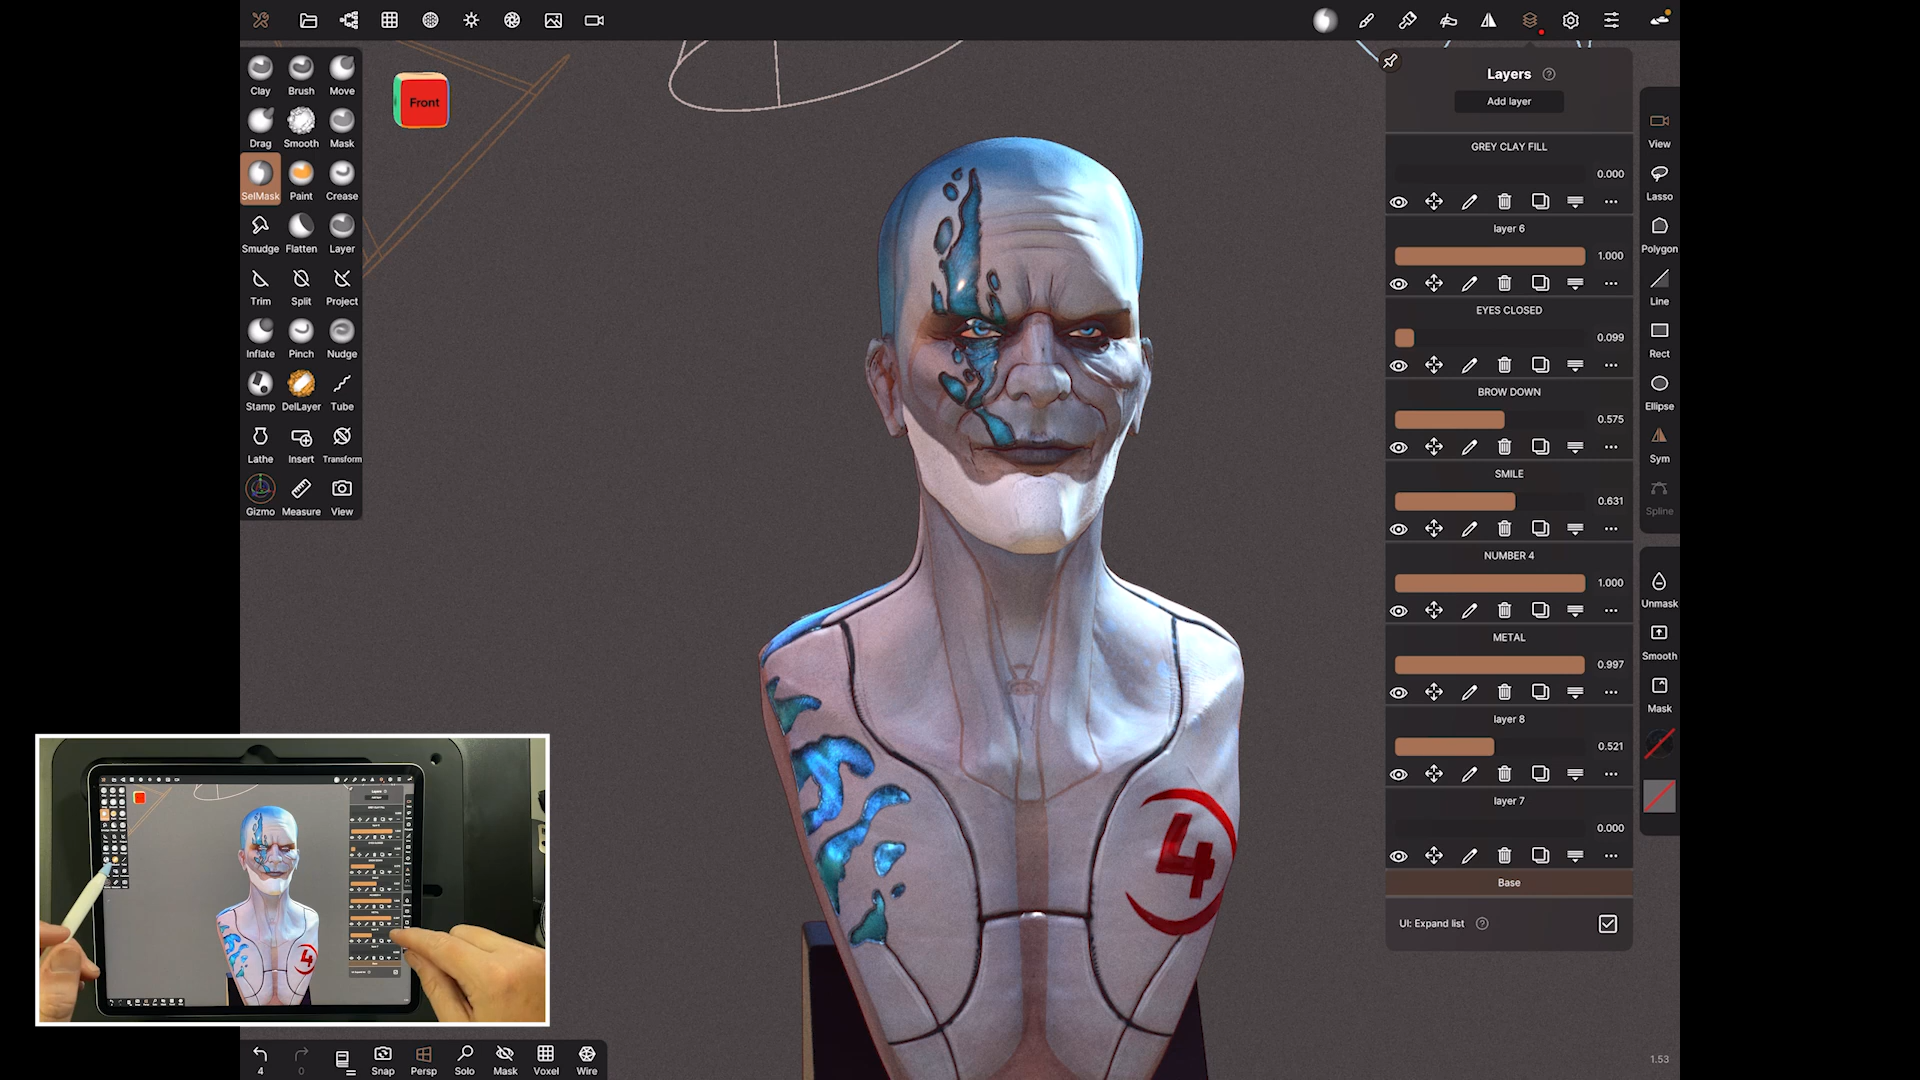 Clay Brush Move
Drag Smooth Mask
SelMask Paint Crease
Smudge Flatten Layer
Trim Split Project
Inflate Pinch Nudge
Stamp DelLayer Tube
Lathe Insert Transform
Gizmo Measure View
Front
Layers ?
Add layer
GREY CLAY FILL
0.000
layer 6
1.000
EYES CLOSED
0.099
BROW DOWN
0.575
SMILE
0.631
NUMBER 4
1.000
METAL
0.997
layer 8
0.521
layer 7
0.000
Base
UI: Expand list ?
View
Lasso
Polygon
Line
Rect
Ellipse
Sym
Spline
Unmask
Smooth
Mask
4
4 0 Snap Persp Solo Mask Voxel Wire
1.53